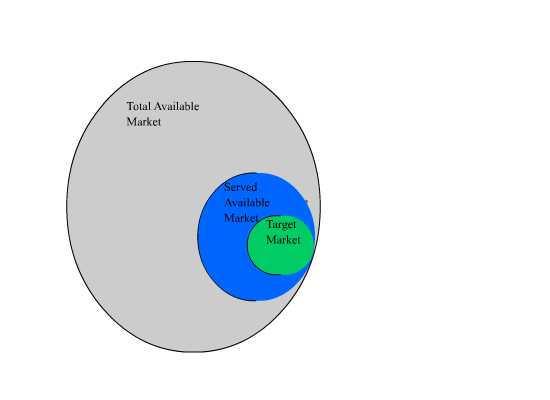 Total Available
Market
Served
Available
Market
Target
Market